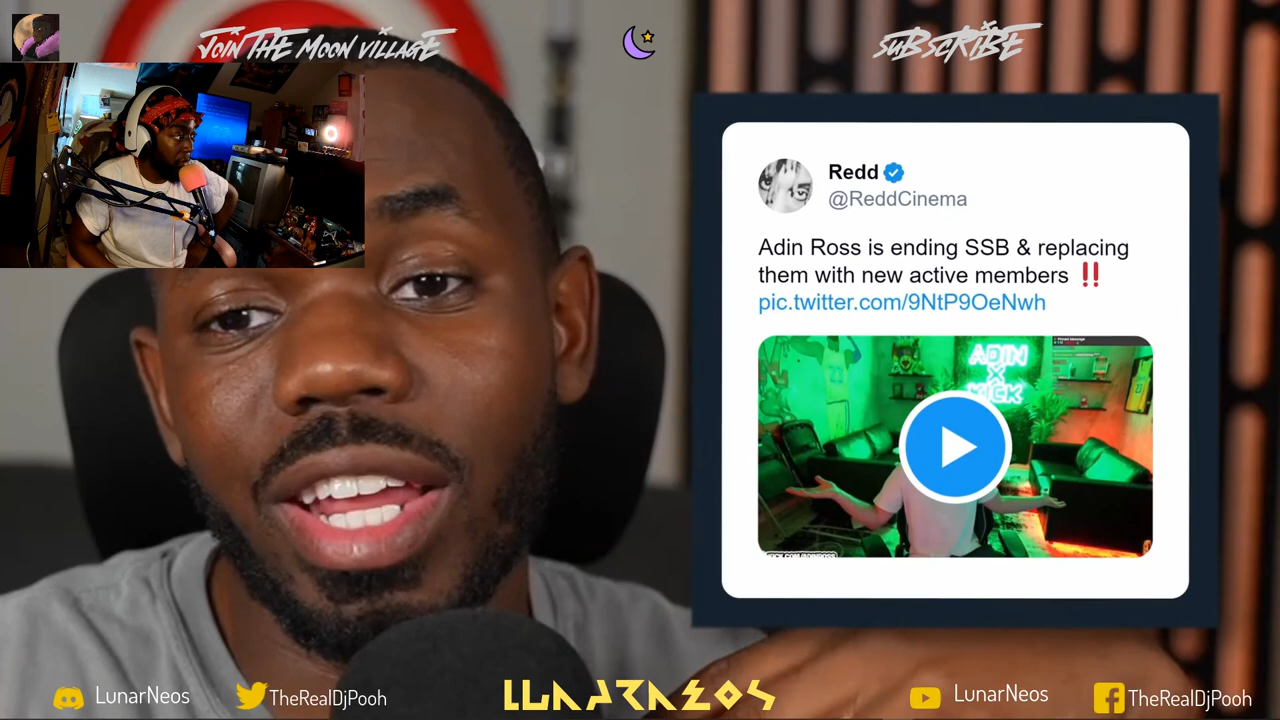 JOIN THE MOON VILLAGE
SUBSCRIBE
Redd
@ReddCinema
Adin Ross is ending SSB & replacing
them with new active members ‼️
pic.twitter.com/9NtP9OeNwh
ADIN
X
KICK
LunarNeos
TheRealDjPooh
LUNARNEOS
LunarNeos
TheRealDjPooh